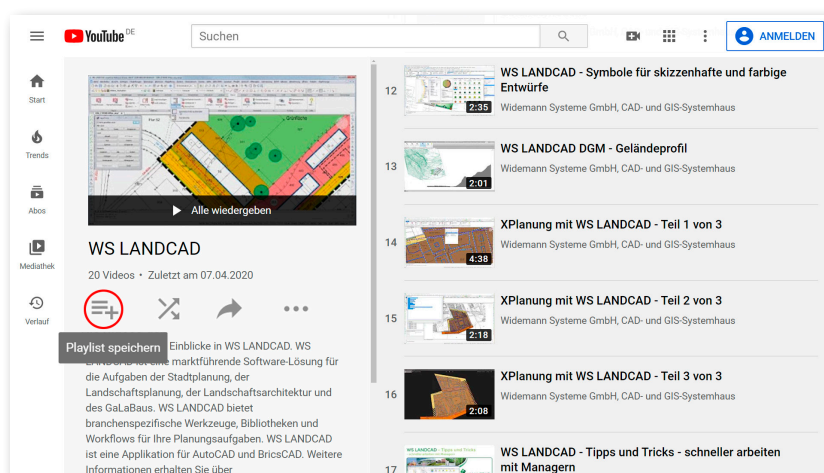 YouTube DE
Suchen
ANMELDEN
Start
Trends
Abos
Mediathek
Verlauf
Alle wiedergeben
WS LANDCAD
20 Videos • Zuletzt am 07.04.2020
Playlist speichern
Einblicke in WS LANDCAD. WS
LANDCAD ist eine marktführende Software-Lösung für
die Aufgaben der Stadtplanung, der
Landschaftsplanung, der Landschaftsarchitektur und
des GaLaBaus. WS LANDCAD bietet
branchenspezifische Werkzeuge, Bibliotheken und
Workflows für Ihre Planungsaufgaben. WS LANDCAD
ist eine Applikation für AutoCAD und BricsCAD. Weitere
Informationen erhalten Sie über
12
2:35
WS LANDCAD - Symbole für skizzenhafte und farbige
Entwürfe
Widemann Systeme GmbH, CAD- und GIS-Systemhaus
13
2:01
WS LANDCAD DGM - Geländeprofil
Widemann Systeme GmbH, CAD- und GIS-Systemhaus
14
4:38
XPlanung mit WS LANDCAD - Teil 1 von 3
Widemann Systeme GmbH, CAD- und GIS-Systemhaus
15
2:18
XPlanung mit WS LANDCAD - Teil 2 von 3
Widemann Systeme GmbH, CAD- und GIS-Systemhaus
16
2:08
XPlanung mit WS LANDCAD - Teil 3 von 3
Widemann Systeme GmbH, CAD- und GIS-Systemhaus
17
WS LANDCAD - Tipps und Tricks
WS LANDCAD - Tipps und Tricks - schneller arbeiten
mit Managern